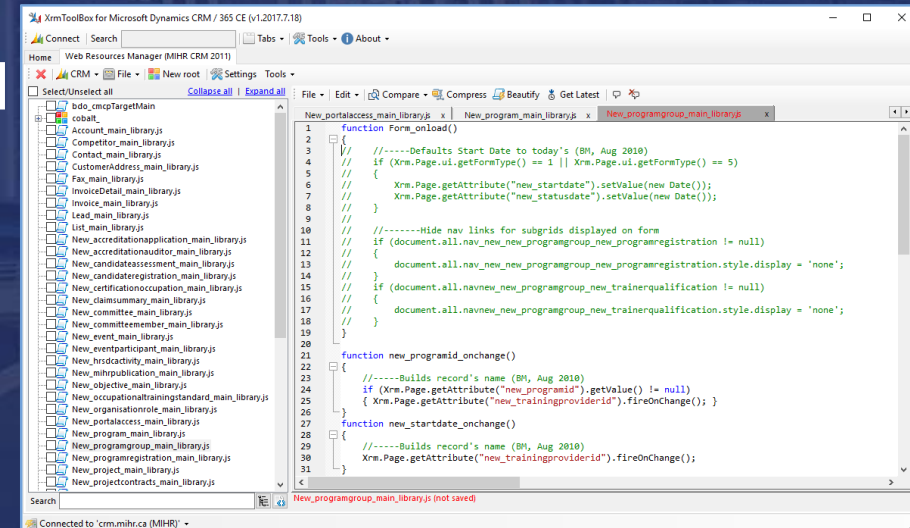 XrmToolBox for Microsoft Dynamics CRM / 365 CE (v1.2017.7.18)
Connect Search Tabs Tools About
Home Web Resources Manager (MIHR CRM 2011)
CRM File New root Settings Tools
Select/Unselect all Collapse all | Expand all
bdo_cmcpTargetMain
cobalt_
Account_main_library.js
Competitor_main_library.js
Contact_main_library.js
CustomerAddress_main_library.js
Fax_main_library.js
InvoiceDetail_main_library.js
Invoice_main_library.js
Lead_main_library.js
List_main_library.js
New_accreditationapplication_main_library.js
New_accreditationauditor_main_library.js
New_candidateassessment_main_library.js
New_candidateregistration_main_library.js
New_certificationoccupation_main_library.js
New_claimsummary_main_library.js
New_committee_main_library.js
New_committeemember_main_library.js
New_event_main_library.js
New_eventparticipant_main_library.js
New_hrsdcactivity_main_library.js
New_mihrpublication_main_library.js
New_objective_main_library.js
New_occupationaltrainingstandard_main_library.js
New_organisationrole_main_library.js
New_portalaccess_main_library.js
New_program_main_library.js
New_programgroup_main_library.js
New_programregistration_main_library.js
New_project_main_library.js
New_projectcontracts_main_library.js
Search
File Edit Compare Compress Beautify Get Latest
New_portalaccess_main_library.js x New_program_main_library.js x New_programgroup_main_library.js x
1 function Form_onload()
2 {
3 // //-----Defaults Start Date to today's (BM, Aug 2010)
4 // if (Xrm.Page.ui.getFormType() == 1 || Xrm.Page.ui.getFormType() == 5)
5 // {
6 // Xrm.Page.getAttribute("new_startdate").setValue(new Date());
7 // Xrm.Page.getAttribute("new_statusdate").setValue(new Date());
8 // }
9 //
10 // //-------Hide nav links for subgrids displayed on form
11 // if (document.all.nav_new_new_programgroup_new_programregistration != null)
12 // {
13 // document.all.nav_new_new_programgroup_new_programregistration.style.display = 'none';
14 // }
15 // if (document.all.navnew_new_programgroup_new_trainerqualification != null)
16 // {
17 // document.all.navnew_new_programgroup_new_trainerqualification.style.display = 'none';
18 // }
19 }
20
21 function new_programid_onchange()
22 {
23 //-----Builds record's name (BM, Aug 2010)
24 if (Xrm.Page.getAttribute("new_programid").getValue() != null)
25 { Xrm.Page.getAttribute("new_trainingproviderid").fireOnChange(); }
26 }
27 function new_startdate_onchange()
28 {
29 //-----Builds record's name (BM, Aug 2010)
30 Xrm.Page.getAttribute("new_trainingproviderid").fireOnChange();
31 }
New_programgroup_main_library.js (not saved)
Connected to 'crm.mihr.ca (MIHR)'